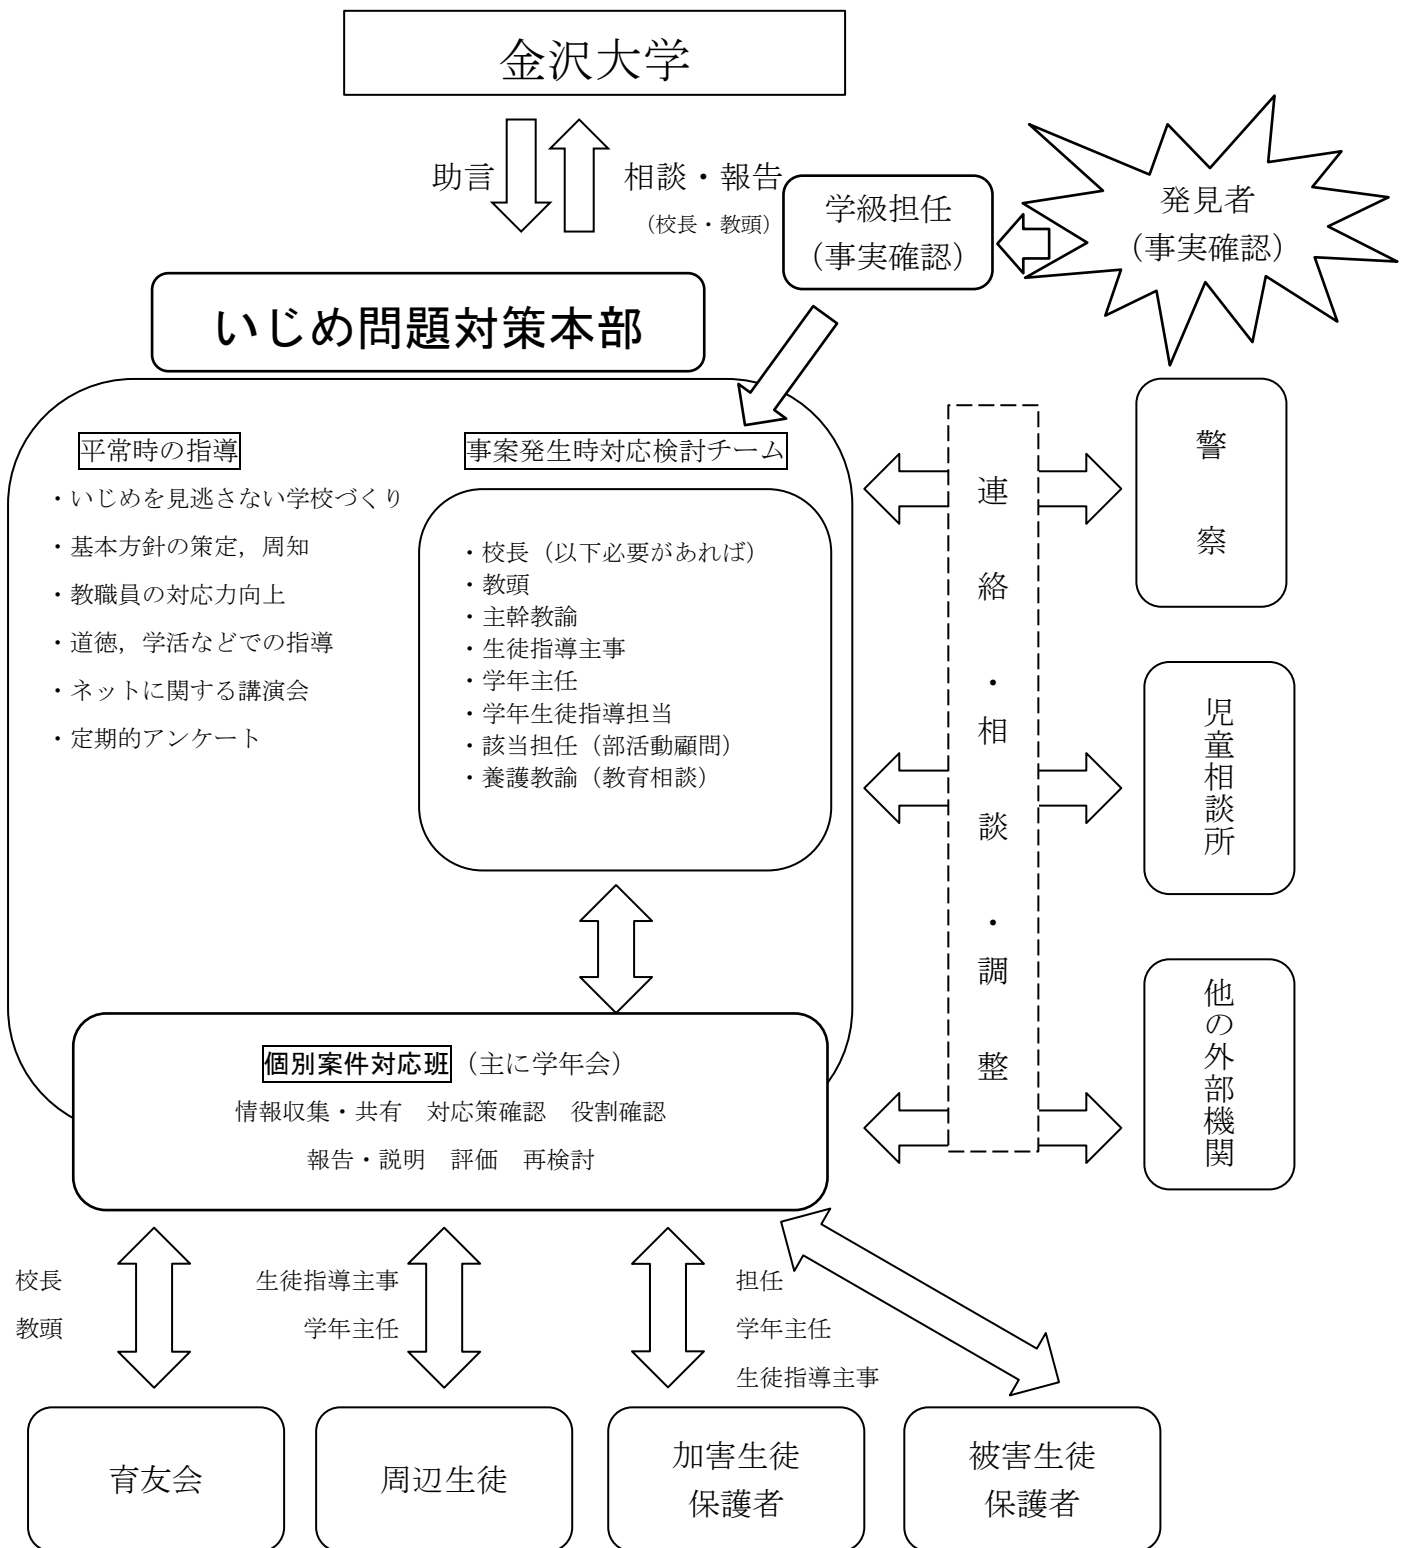 金沢大学
助言
相談・報告
（校長・教頭）
学級担任
（事実確認）
発見者
（事実確認）
いじめ問題対策本部
平常時の指導
・いじめを見逃さない学校づくり
・基本方針の策定，周知
・教職員の対応力向上
・道徳，学活などでの指導
・ネットに関する講演会
・定期的アンケート
事案発生時対応検討チーム
・校長（以下必要があれば）
・教頭
・主幹教諭
・生徒指導主事
・学年主任
・学年生徒指導担当
・該当担任（部活動顧問）
・養護教諭（教育相談）
連絡・相談・調整
警察
児童相談所
他の外部機関
個別案件対応班（主に学年会）
情報収集・共有　対応策確認　役割確認
報告・説明　評価　再検討
校長
教頭
生徒指導主事
学年主任
担任
学年主任
生徒指導主事
育友会
周辺生徒
加害生徒
保護者
被害生徒
保護者